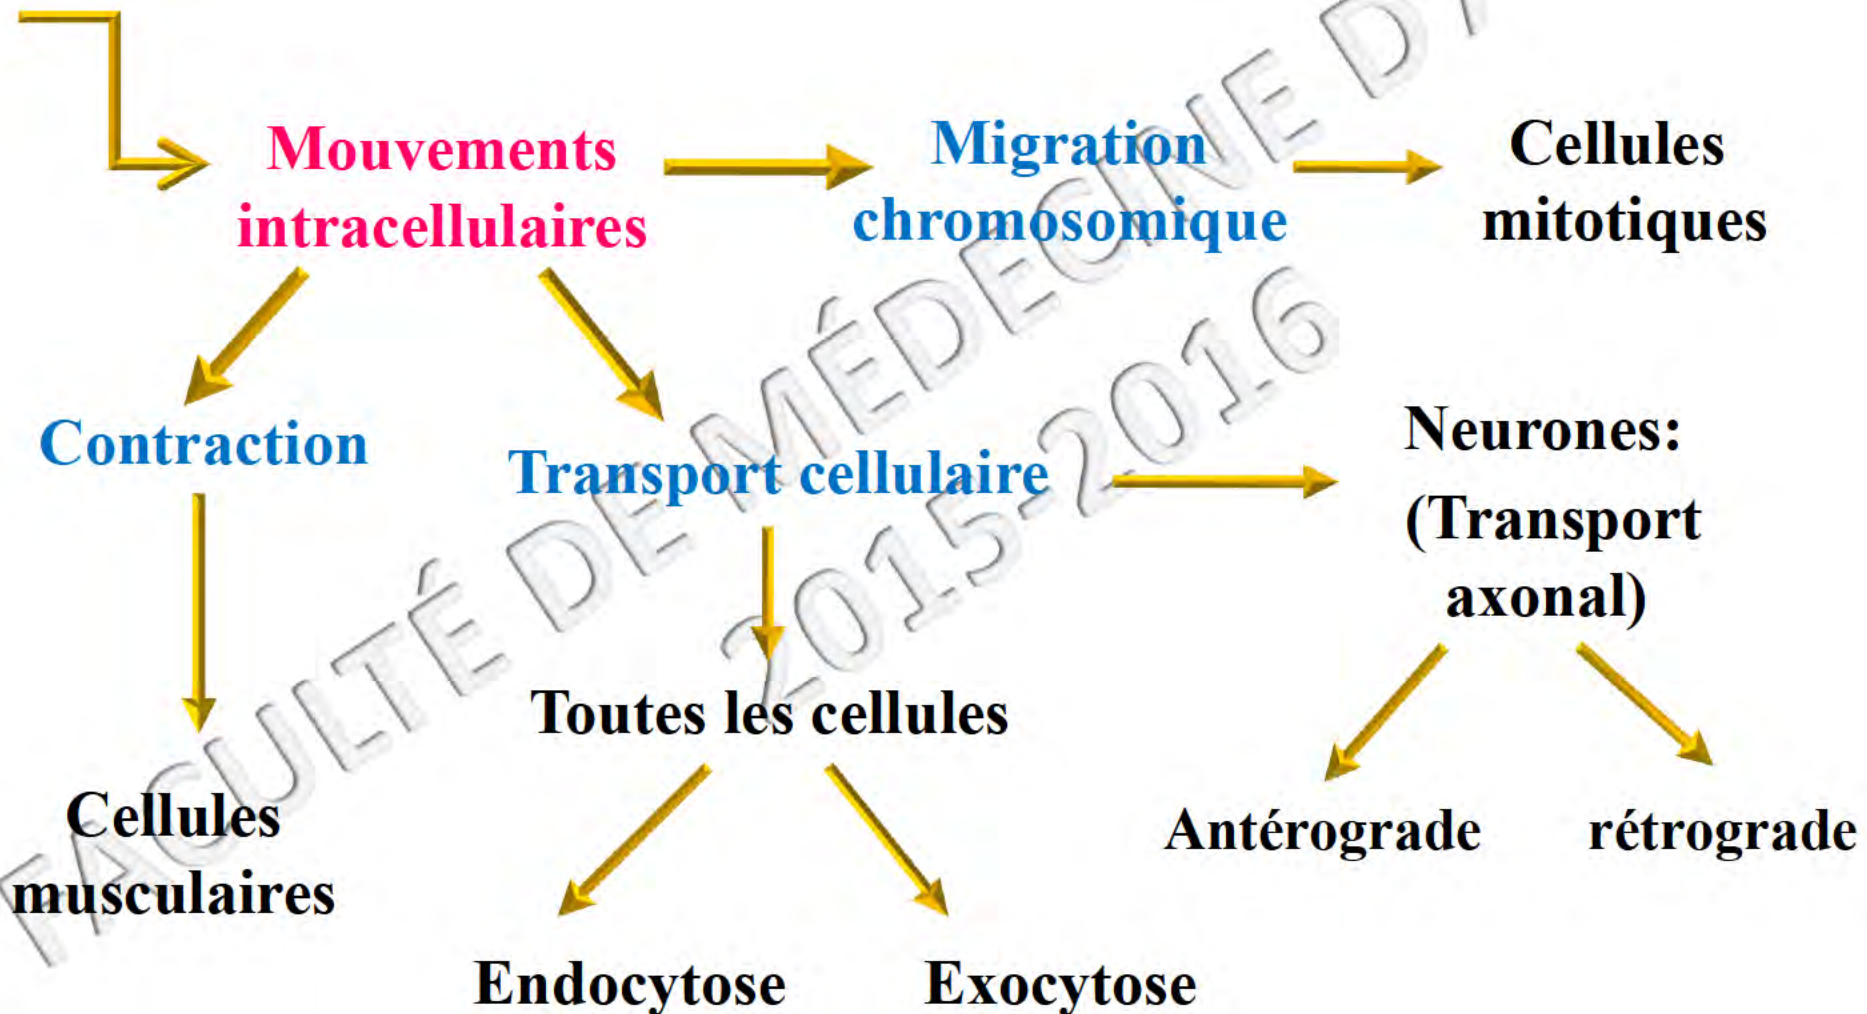 Mouvements
intracellulaires
Migration
chromosomique
Cellules
mitotiques
Contraction
Transport cellulaire
Neurones:
(Transport
axonal)
Toutes les cellules
Cellules
musculaires
Antérograde
rétrograde
Endocytose
Exocytose
FACULTÉ DE MÉDECINE D'
2015-2016